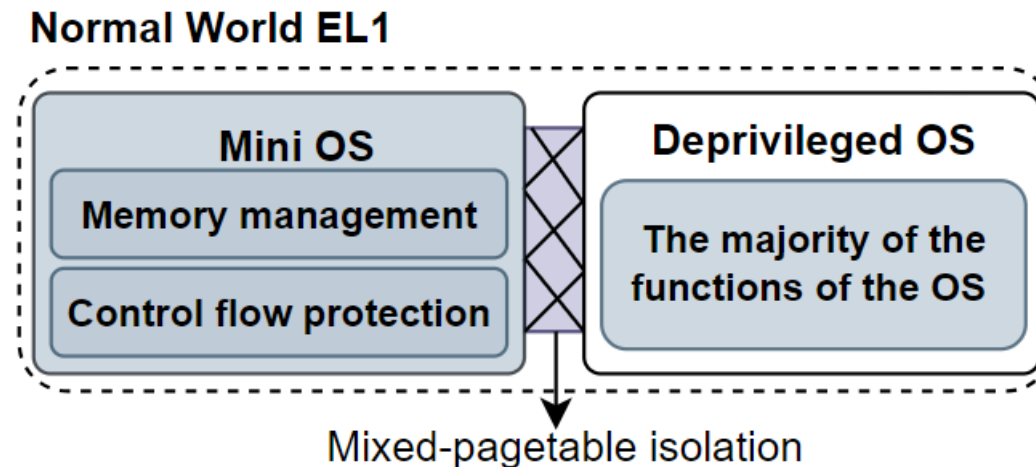 Normal World EL1
Mini OS
Memory management
Control flow protection
Deprivileged OS
The majority of the
functions of the OS
Mixed-pagetable isolation